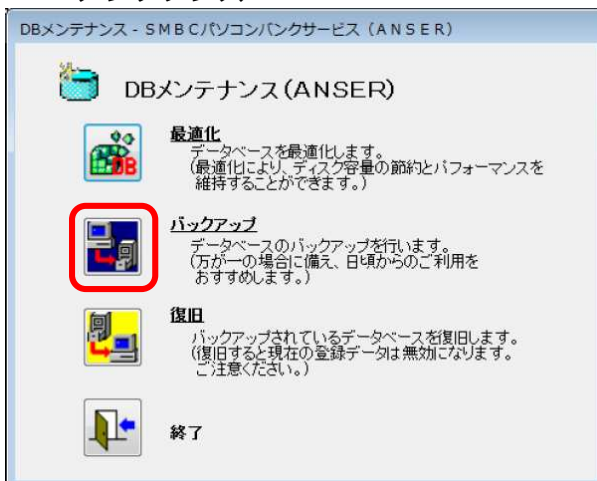 DBメンテナンス - SMBCパソコンバンクサービス（ANSER）
DBメンテナンス(ANSER)
最適化
データベースを最適化します。
(最適化により、ディスク容量の節約とパフォーマンスを
維持することができます。)
DB
バックアップ
データベースのバックアップを行います。
(万が一の場合に備え、日頃からのご利用を
おすすめします。)
復旧
バックアップされているデータベースを復旧します。
(復旧すると現在の登録データは無効になります。
ご注意ください。)
終了